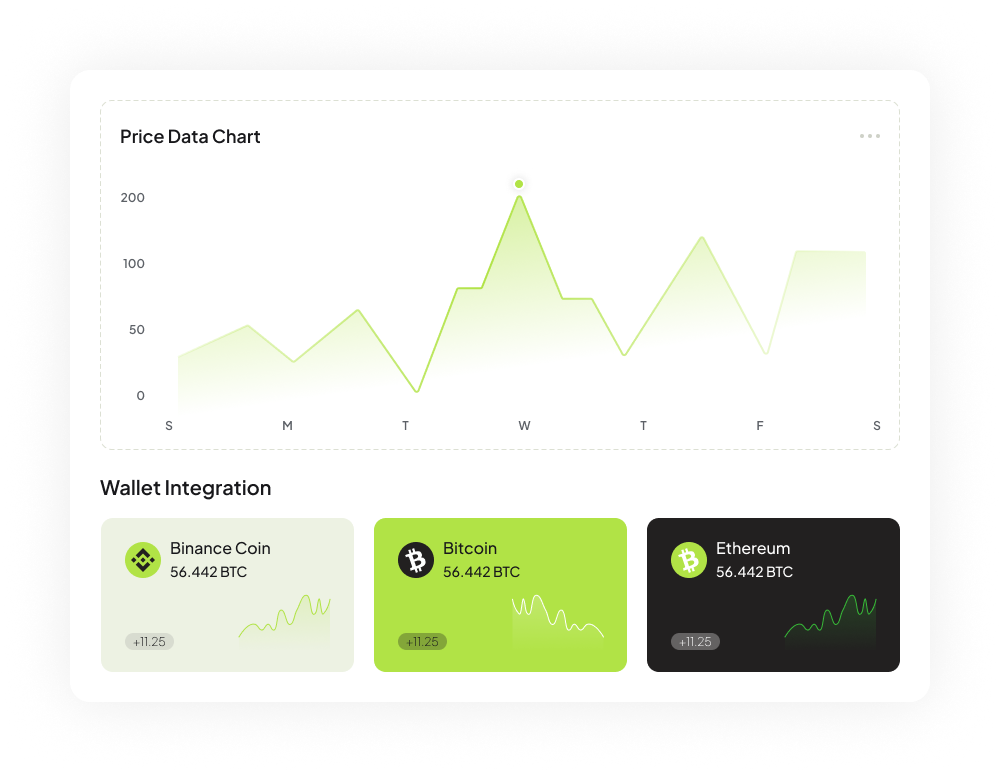 Price Data Chart
200
100
50
0
S M T W T F S
Wallet Integration
Binance Coin
56.442 BTC
+11.25
Bitcoin
56.442 BTC
+11.25
Ethereum
56.442 BTC
+11.25